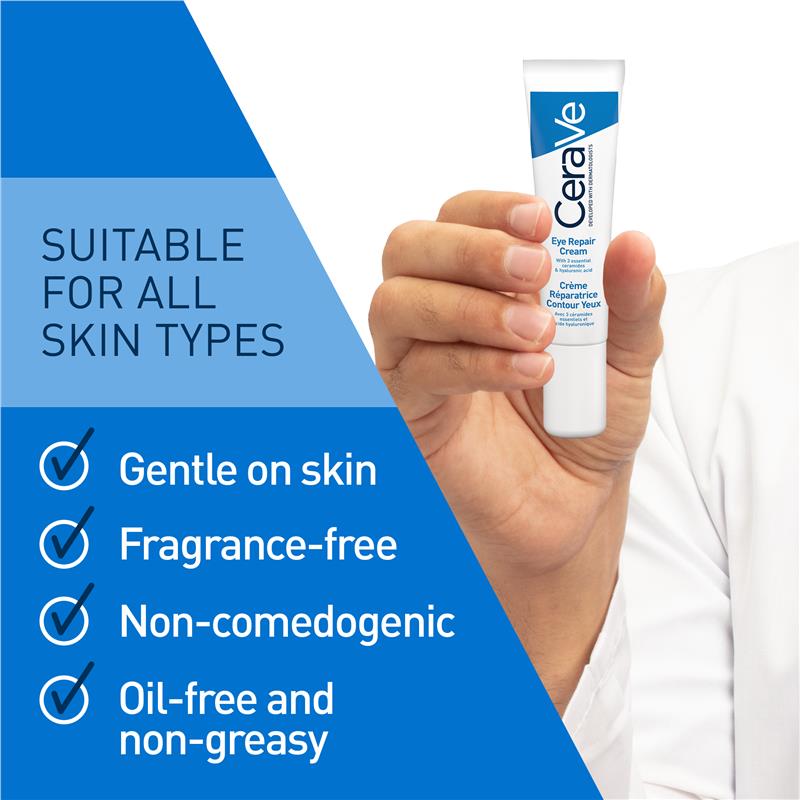 SUITABLE
FOR ALL
SKIN TYPES
Gentle on skin
Fragrance-free
Non-comedogenic
Oil-free and
non-greasy
CeraVe
DEVELOPED WITH DERMATOLOGISTS
Eye Repair
Cream
With 3 essential
ceramides
& hyaluronic acid
Crème
Réparatrice
Contour Yeux
Avec 3 céramides
essentiels et
ide hyaluronique